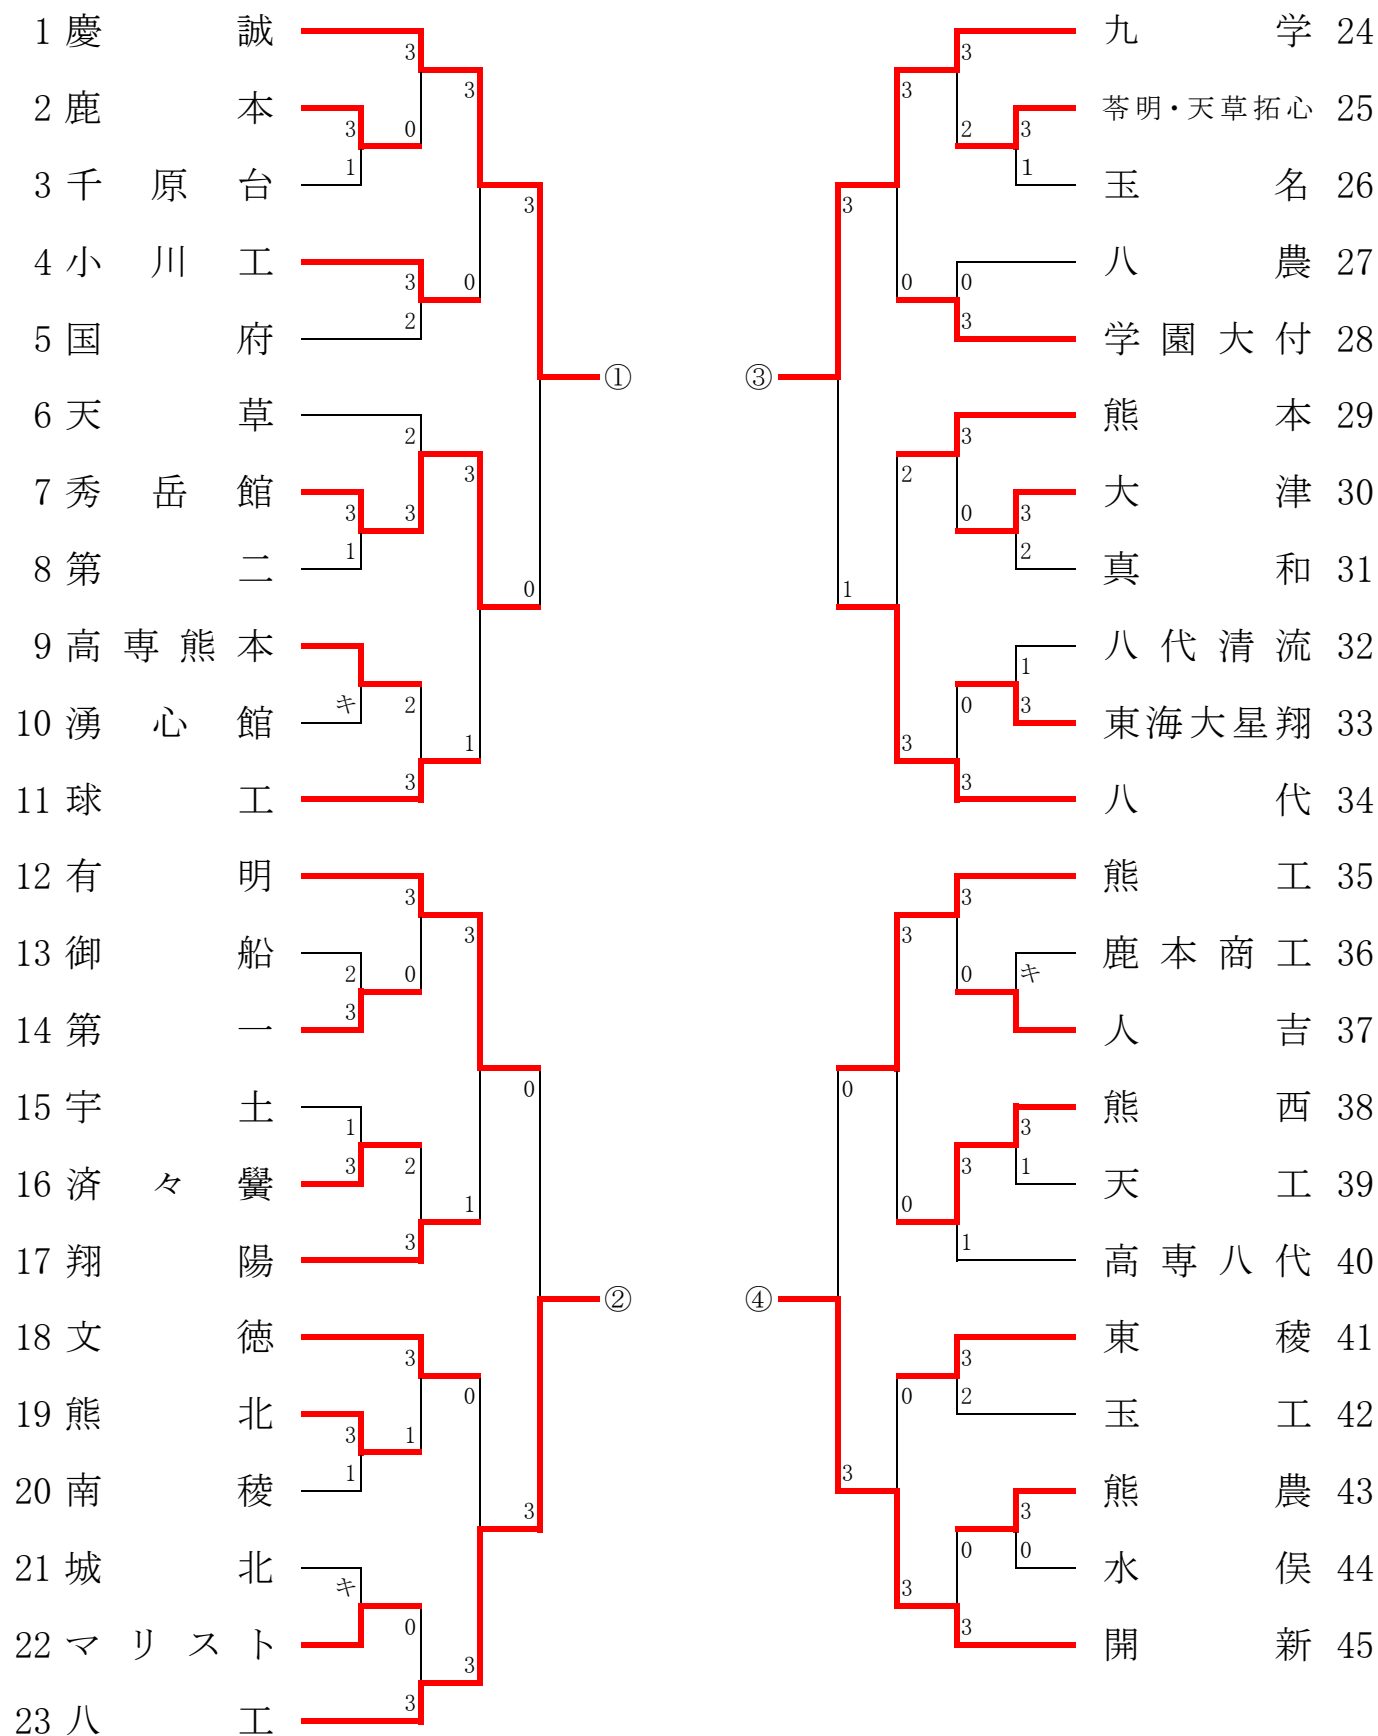 1 慶誠
3
3
2 鹿本
3
0
1
3 千原台
3
4 小川工
3
0
2
5 国府
①
6 天草
2
3
7 秀岳館
3
3
1
8 第二
0
9 高専熊本
キ
2
10 湧心館
1
3
11 球工
12 有明
3
3
13 御船
2
0
3
14 第一
0
15 宇土
1
3
2
16 済々黌
1
3
17 翔陽
②
18 文徳
3
0
19 熊北
3
1
1
20 南稜
3
21 城北
キ
0
22 マリスト
3
3
23 八工
九学 24
3
3
苓明・天草拓心 25
2
3
1
玉名 26
3
八農 27
0
0
3
学園大付 28
③
熊本 29
3
2
大津 30
0
3
2
真和 31
1
八代清流 32
1
0
3
東海大星翔 33
3
3
八代 34
熊工 35
3
3
鹿本商工 36
0
キ
人吉 37
0
熊西 38
3
3
1
天工 39
0
1
高専八代 40
④
東稜 41
3
0
2
玉工 42
3
熊農 43
3
0
0
水俣 44
3
3
開新 45